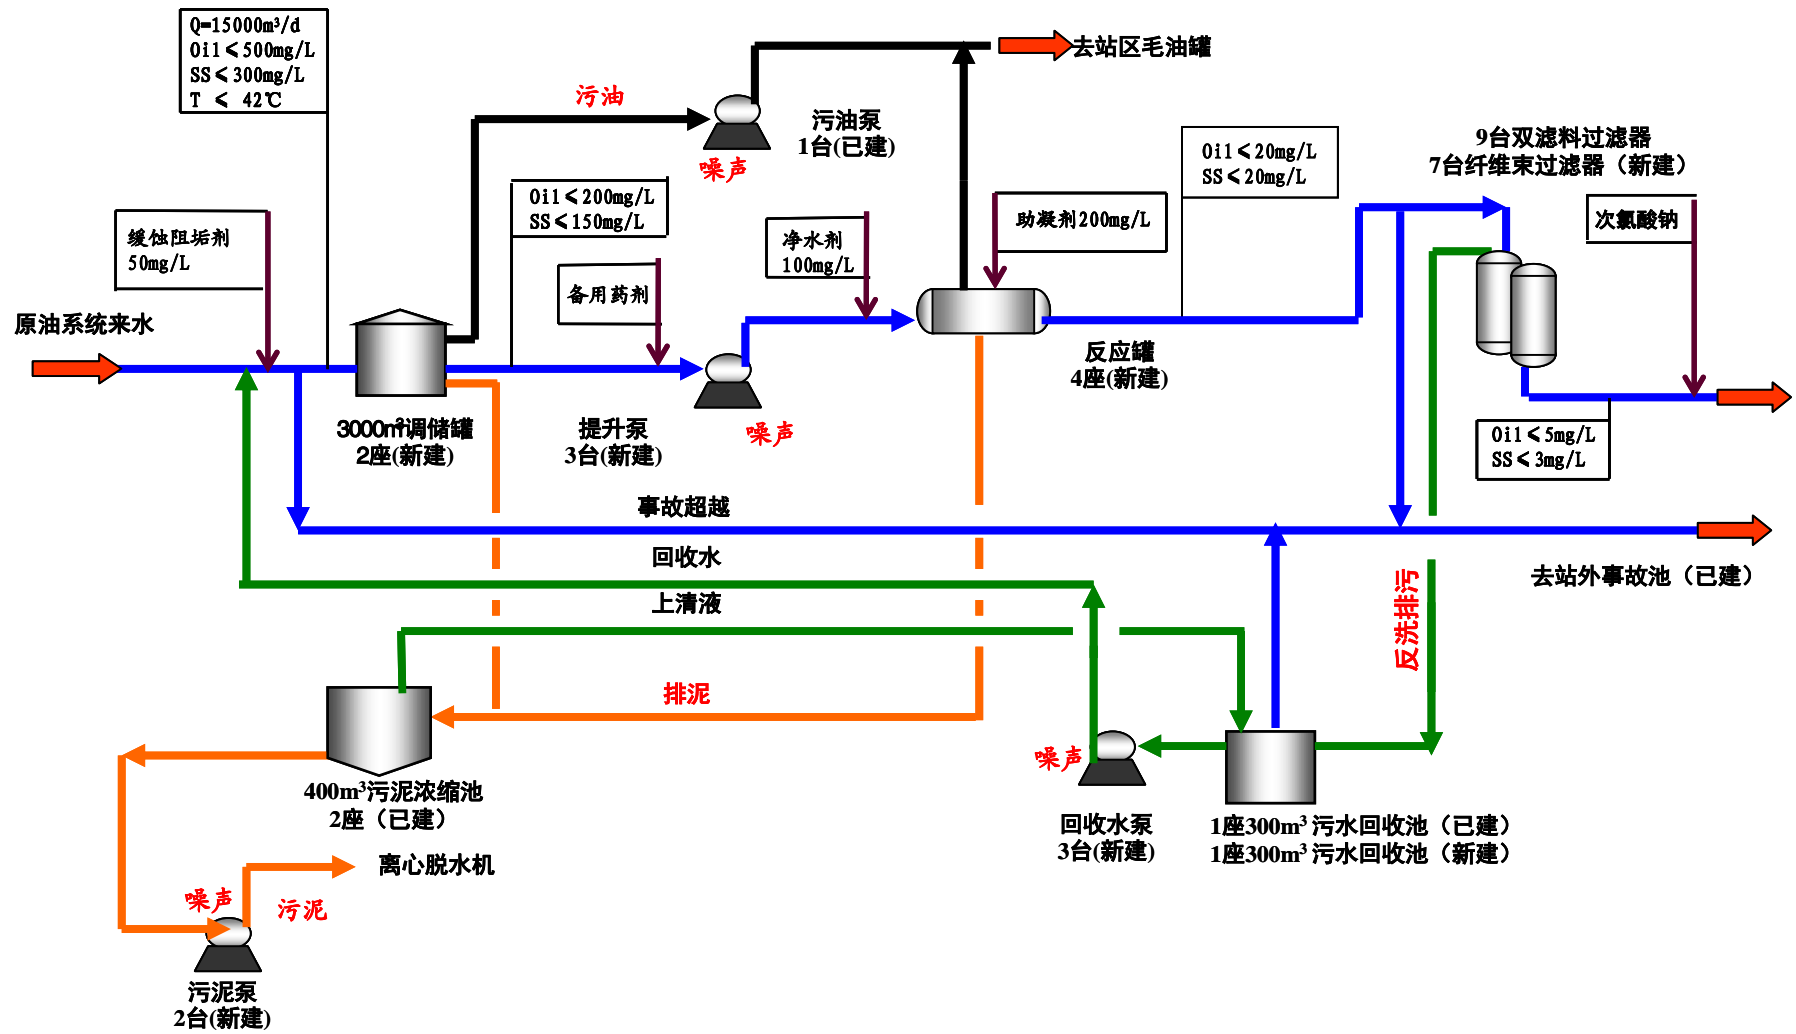 Q=15000m³/d
Oil≤500mg/L
SS≤300mg/L
T ≤ 42℃
去站区毛油罐
污油
污油泵
1台(已建)
噪声
9台双滤料过滤器
7台纤维束过滤器（新建）
Oil≤20mg/L
SS≤20mg/L
Oil≤200mg/L
SS≤150mg/L
缓蚀阻垢剂
50mg/L
净水剂
100mg/L
助凝剂200mg/L
次氯酸钠
备用药剂
原油系统来水
反应罐
4座(新建)
3000m³调储罐
2座(新建)
提升泵
3台(新建)
噪声
Oil≤5mg/L
SS≤3mg/L
事故超越
回收水
去站外事故池（已建）
上清液
反洗排污
排泥
噪声
400m³污泥浓缩池
2座（已建）
回收水泵
3台(新建)
1座300m³ 污水回收池（已建）
1座300m³ 污水回收池（新建）
离心脱水机
噪声
污泥
污泥泵
2台(新建)